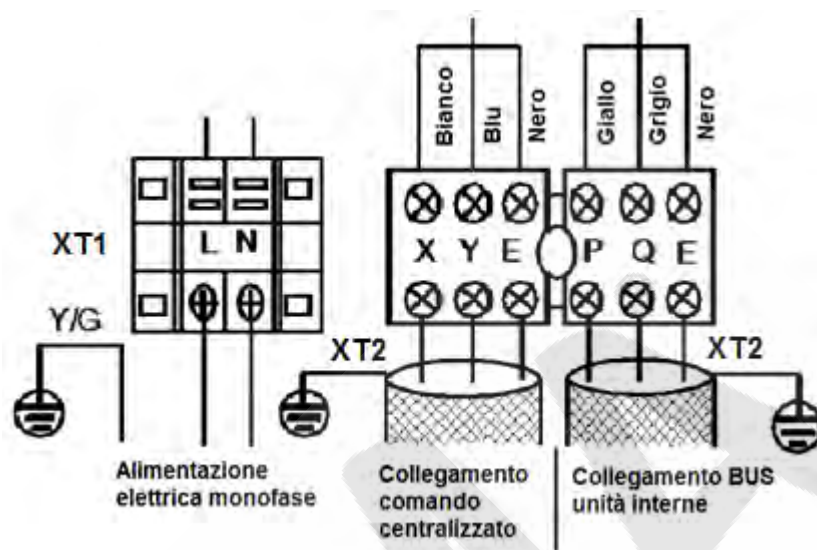 Bianco
Blu
Nero
Giallo
Grigio
Nero
XT1
L N
X Y E
P Q E
Y/G
XT2
XT2
Alimentazione
elettrica monofase
Collegamento
comando
centralizzato
Collegamento BUS
unità interne